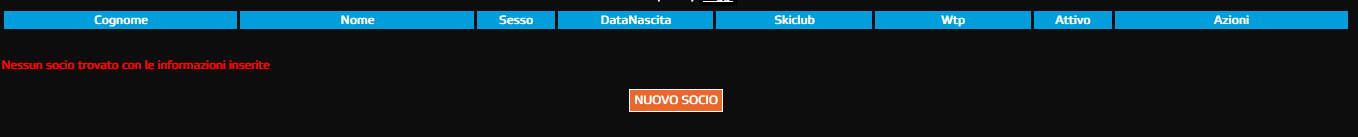 Cognome Nome Sesso DataNascita Skiclub Wtp Attivo Azioni
Nessun socio trovato con le informazioni inserite
NUOVO SOCIO